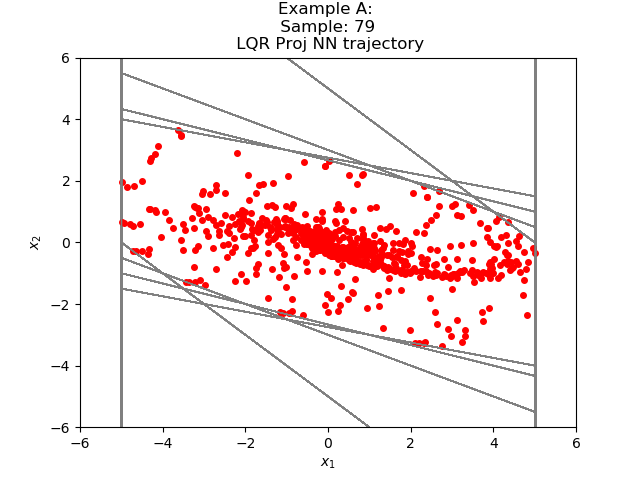 Example A:
Sample: 79
LQR Proj NN trajectory
6
4
2
0
−2
−4
−6
x₂
−6 −4 −2 0 2 4 6
x₁